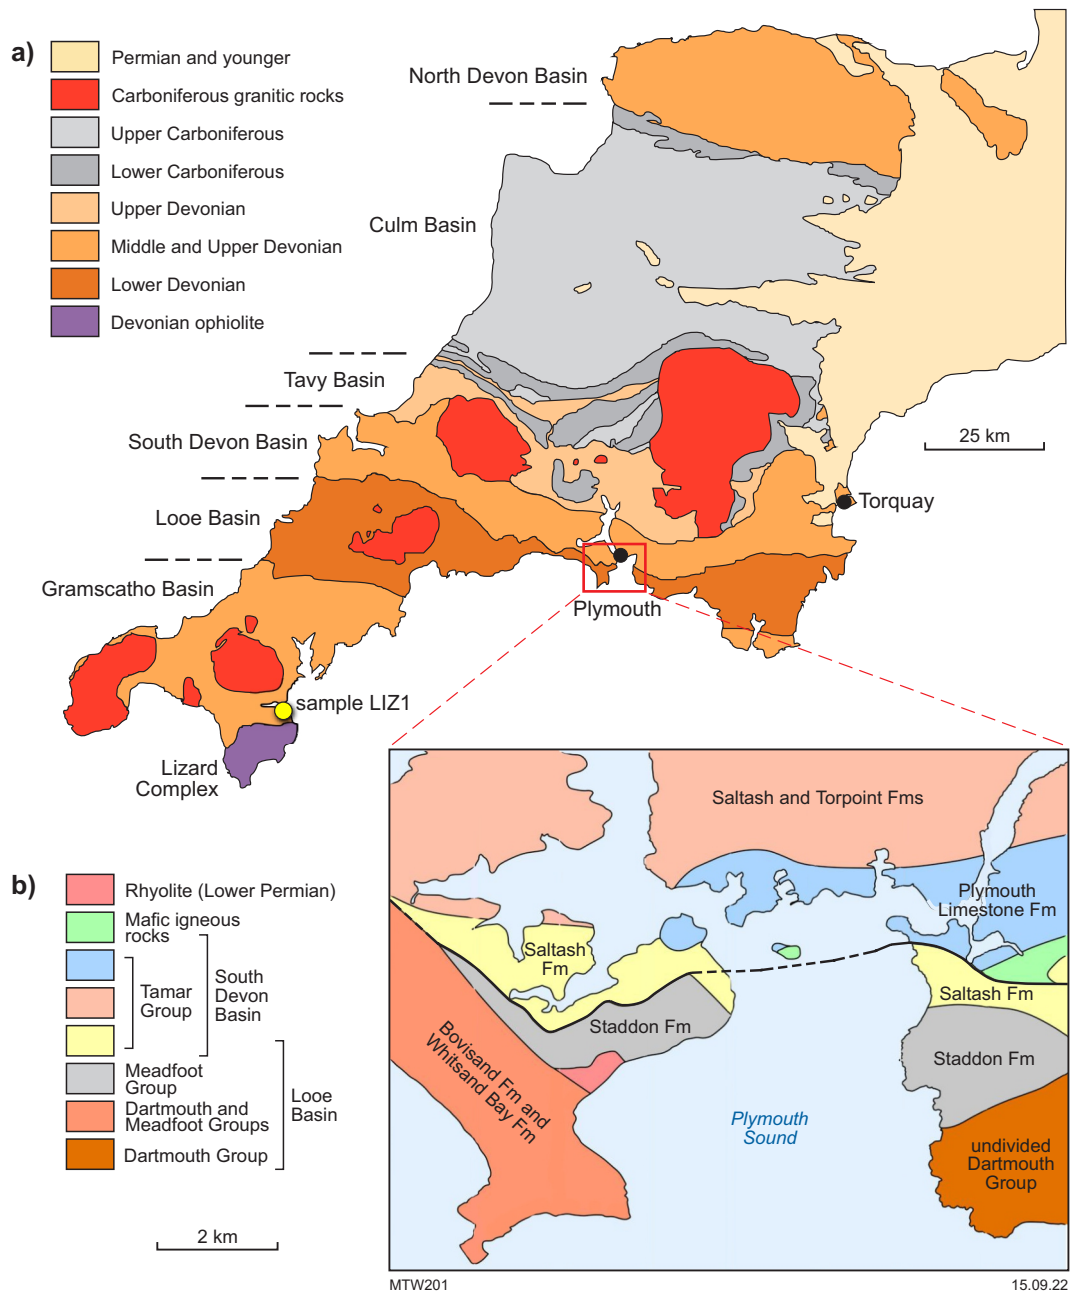 a)
Permian and younger
Carboniferous granitic rocks
Upper Carboniferous
Lower Carboniferous
Upper Devonian
Middle and Upper Devonian
Lower Devonian
Devonian ophiolite
North Devon Basin
Culm Basin
Tavy Basin
South Devon Basin
Looe Basin
Gramscatho Basin
25 km
Torquay
Plymouth
sample LIZ1
Lizard
Complex
b)
Rhyolite (Lower Permian)
Mafic igneous
rocks
Tamar
Group
South
Devon
Basin
Meadfoot
Group
Dartmouth and
Meadfoot Groups
Dartmouth Group
Looe
Basin
2 km
Saltash and Torpoint Fms
Plymouth
Limestone Fm
Saltash
Fm
Saltash Fm
Staddon Fm
Staddon Fm
Bovisand Fm and
Whitsand Bay Fm
Plymouth
Sound
undivided
Dartmouth
Group
MTW201
15.09.22